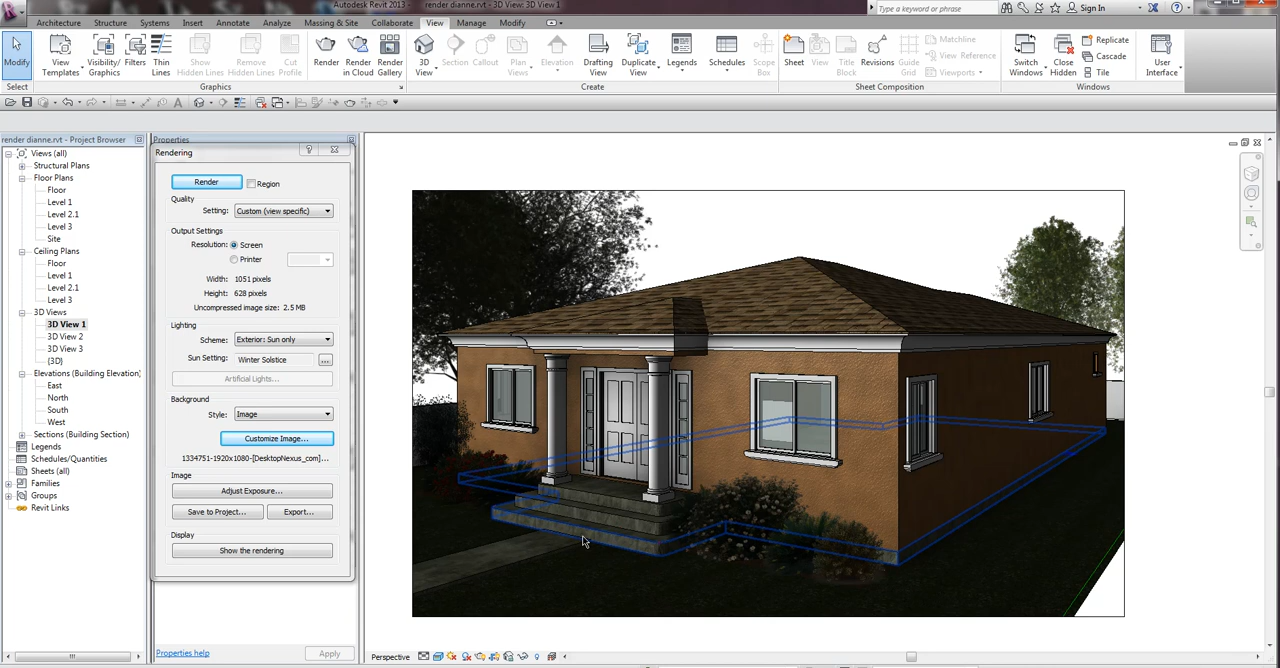 Autodesk Revit 2013 - 3D View: 3D View 1
Type a keyword or phrase
Sign In
Architecture Structure Systems Insert Annotate Analyze Massing & Site Collaborate View Manage Modify
Modify
View Templates
Visibility/ Graphics
Filters
Thin Lines
Show Hidden Lines
Remove Hidden Lines
Cut Profile
Render
Render in Cloud
Render Gallery
3D View
Section
Callout
Plan Views
Elevation
Drafting View
Duplicate View
Legends
Schedules
Scope Box
Sheet
View
Title Block
Revisions
Guide Grid
Matchline
View Reference
Viewports
Switch Windows
Close Hidden
Replicate
Cascade
Tile
User Interface
Select
Graphics
Create
Sheet Composition
Windows
render dianne.rvt - Project Browser
Views (all)
Structural Plans
Floor Plans
Floor
Level 1
Level 2.1
Level 3
Site
Ceiling Plans
Floor
Level 1
Level 2.1
Level 3
3D Views
3D View 1
3D View 2
3D View 3
{3D}
Elevations (Building Elevation)
East
North
South
West
Sections (Building Section)
Legends
Schedules/Quantities
Sheets (all)
Families
Groups
Revit Links
Properties
Rendering
Render
Region
Quality
Setting: Custom (view specific)
Output Settings
Resolution: Screen
Printer
Width: 1051 pixels
Height: 628 pixels
Uncompressed image size: 2.5 MB
Lighting
Scheme: Exterior: Sun only
Sun Setting: Winter Solstice ...
Artificial Lights...
Background
Style: Image
Customize Image...
1334751-1920x1080-[DesktopNexus_com]...
Image
Adjust Exposure...
Save to Project... Export...
Display
Show the rendering
Properties help
Apply
Perspective